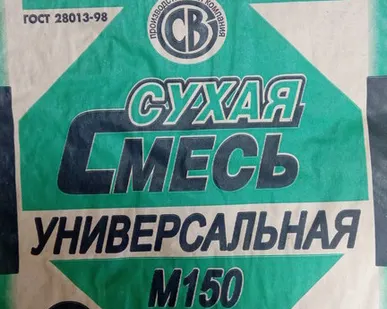 ГОСТ 28013-98
ПРОИЗВОДСТВЕННАЯ КОМПАНИЯ
СВ
СУХАЯ
СМЕСЬ
УНИВЕРСАЛЬНАЯ
М150